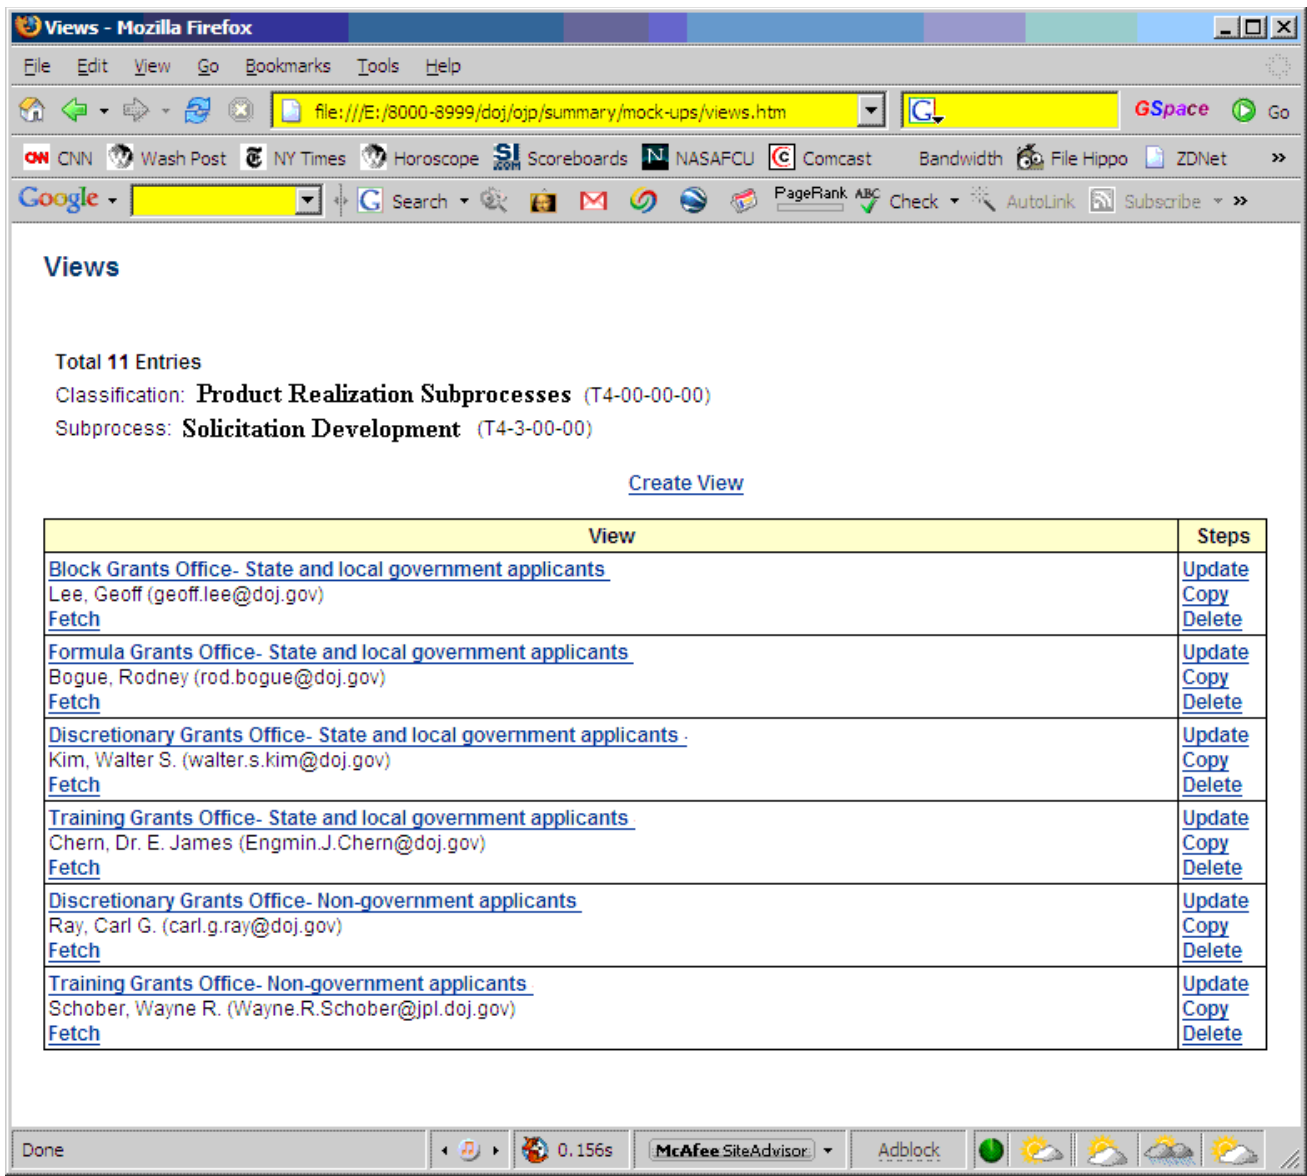 Views - Mozilla Firefox
File Edit View Go Bookmarks Tools Help
file:///E:/8000-8999/doj/ojp/summary/mock-ups/views.htm G GSpace Go
CNN CNN Wash Post NY Times Horoscope SI.COM Scoreboards N NASAFCU C Comcast Bandwidth File Hippo ZDNet »
Google G Search PageRank ABC Check AutoLink Subscribe »
Views
Total 11 Entries
Classification: Product Realization Subprocesses (T4-00-00-00)
Subprocess: Solicitation Development (T4-3-00-00)
Create View
View Steps
Block Grants Office- State and local government applicants Update
Lee, Geoff (geoff.lee@doj.gov) Copy
Fetch Delete
Formula Grants Office- State and local government applicants Update
Bogue, Rodney (rod.bogue@doj.gov) Copy
Fetch Delete
Discretionary Grants Office- State and local government applicants Update
Kim, Walter S. (walter.s.kim@doj.gov) Copy
Fetch Delete
Training Grants Office- State and local government applicants Update
Chern, Dr. E. James (Engmin.J.Chern@doj.gov) Copy
Fetch Delete
Discretionary Grants Office- Non-government applicants Update
Ray, Carl G. (carl.g.ray@doj.gov) Copy
Fetch Delete
Training Grants Office- Non-government applicants Update
Schober, Wayne R. (Wayne.R.Schober@jpl.doj.gov) Copy
Fetch Delete
Done 0.156s McAfee SiteAdvisor Adblock